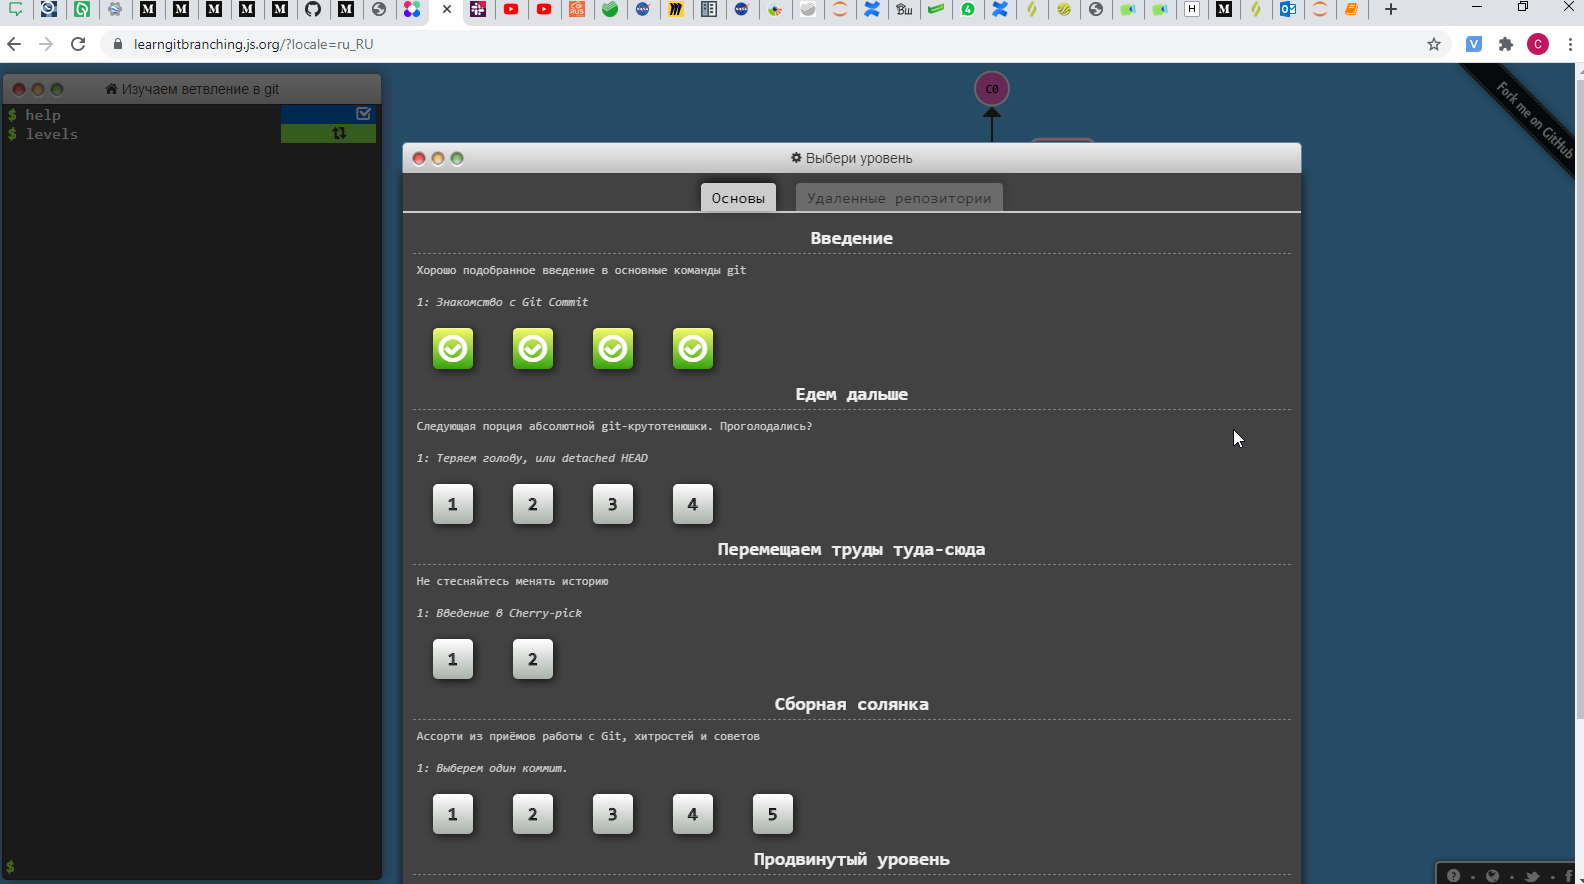 learngitbranching.js.org/?locale=ru_RU
V
C
Изучаем ветвление в git
$ help
$ levels
$
C0
Fork me on GitHub
Выбери уровень
Основы
Удаленные репозитории
Введение
Хорошо подобранное введение в основные команды git
1: Знакомство с Git Commit
Едем дальше
Следующая порция абсолютной git-крутотенюшки. Проголодались?
1: Теряем голову, или detached HEAD
1 2 3 4
Перемещаем труды туда-сюда
Не стесняйтесь менять историю
1: Введение в Cherry-pick
1 2
Сборная солянка
Ассорти из приёмов работы с Git, хитростей и советов
1: Выберем один коммит.
1 2 3 4 5
Продвинутый уровень